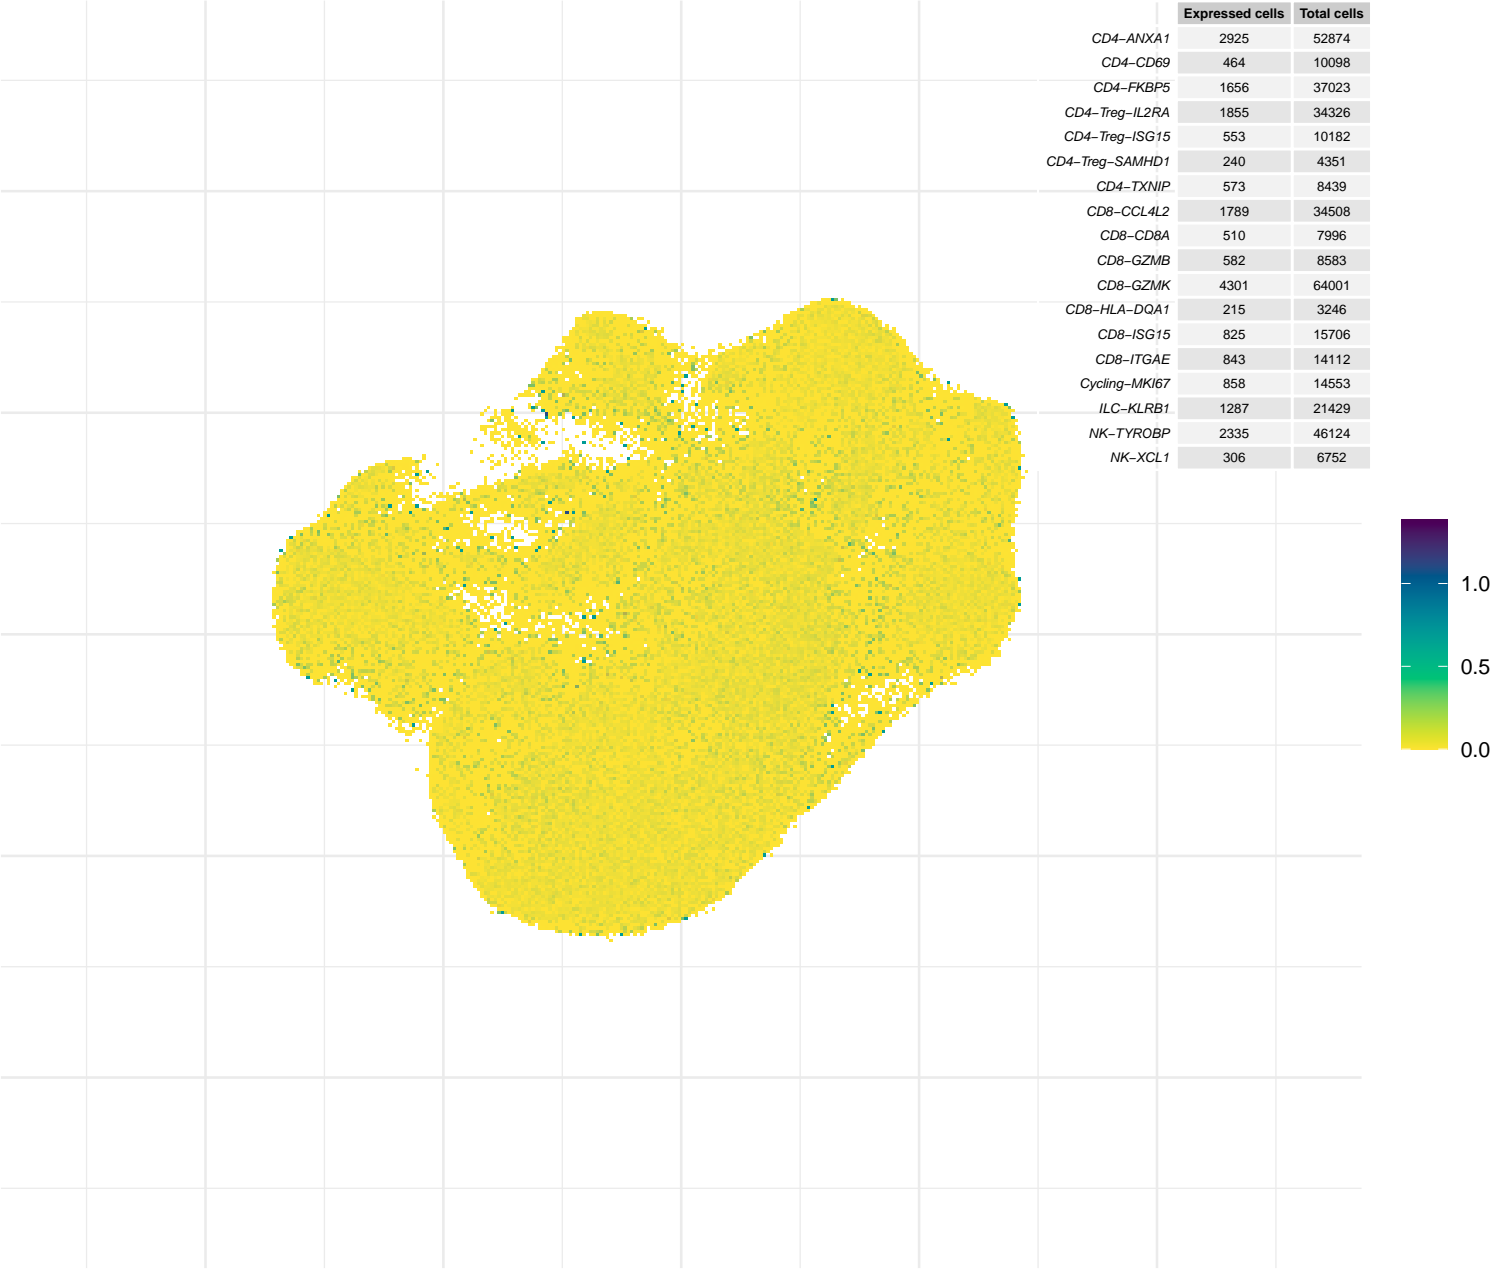 Expressed cells Total cells
CD4−ANXA1 2925 52874
CD4−CD69 464 10098
CD4−FKBP5 1656 37023
CD4−Treg−IL2RA 1855 34326
CD4−Treg−ISG15 553 10182
CD4−Treg−SAMHD1 240 4351
CD4−TXNIP 573 8439
CD8−CCL4L2 1789 34508
CD8−CD8A 510 7996
CD8−GZMB 582 8583
CD8−GZMK 4301 64001
CD8−HLA−DQA1 215 3246
CD8−ISG15 825 15706
CD8−ITGAE 843 14112
Cycling−MKI67 858 14553
ILC−KLRB1 1287 21429
NK−TYROBP 2335 46124
NK−XCL1 306 6752
1.0
0.5
0.0